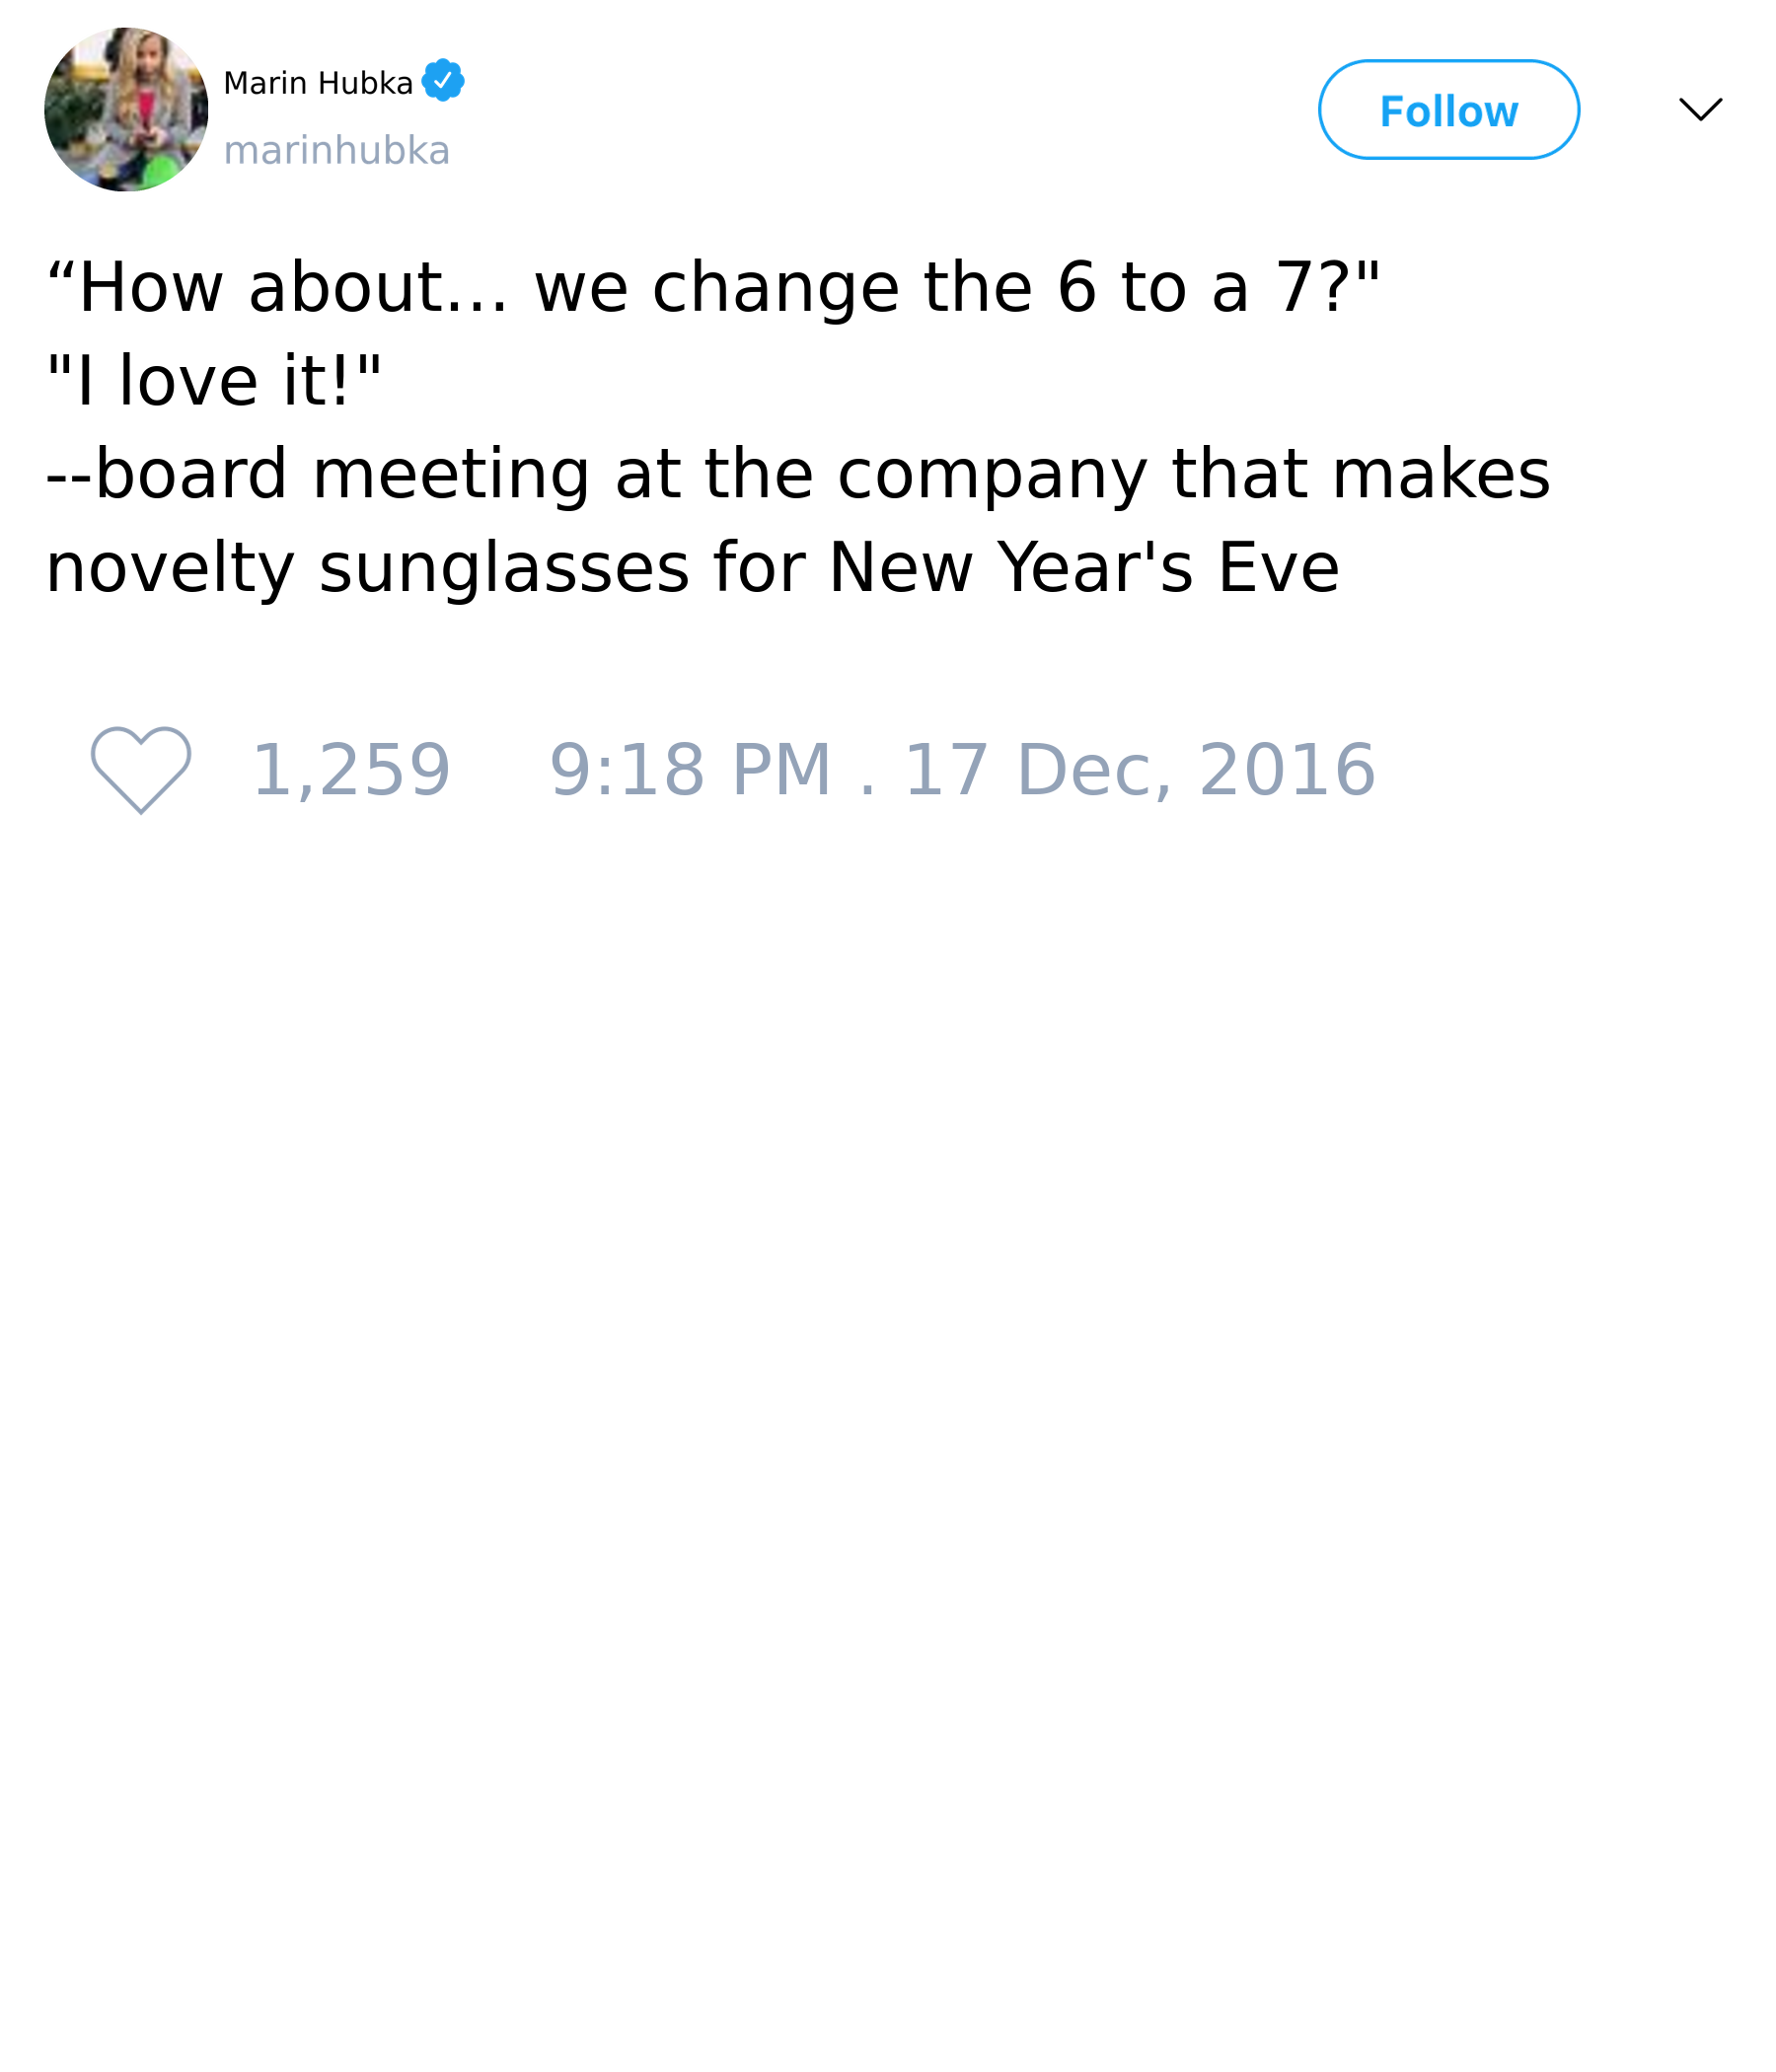 Marin Hubka
marinhubka
Follow
“How about... we change the 6 to a 7?"
"I love it!"
--board meeting at the company that makes
novelty sunglasses for New Year's Eve
1,259 9:18 PM . 17 Dec, 2016